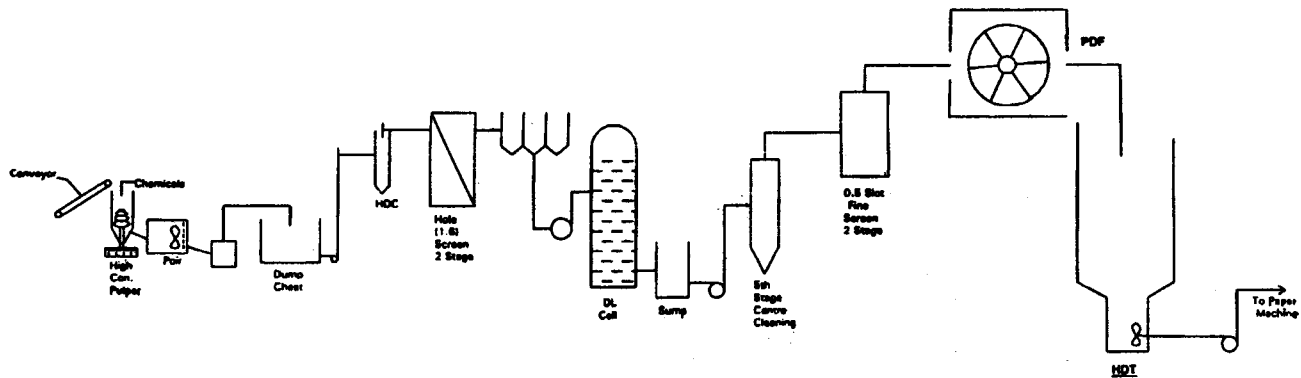 Conveyor
Chemicals
High
Con.
Pulper
Dump
Chest
HDC
Hole
(1.6)
Screen
2 Stage
DL
Cell
Sump
5th
Stage
Centre
Cleaning
0.5 Slot
Fine
Screen
2 Stage
PDF
HDT
To Paper
Machine